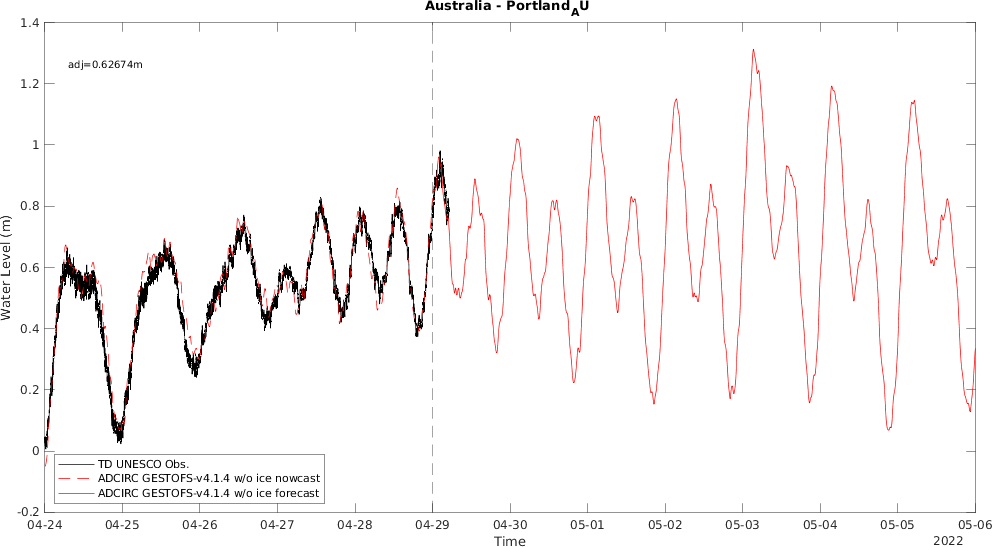 Australia - Portland_AU
adj=0.62674m
1.4
1.2
1
0.8
0.6
0.4
0.2
0
-0.2
Water Level (m)
TD UNESCO Obs.
ADCIRC GESTOFS-v4.1.4 w/o ice nowcast
ADCIRC GESTOFS-v4.1.4 w/o ice forecast
04-24 04-25 04-26 04-27 04-28 04-29 04-30 05-01 05-02 05-03 05-04 05-05 05-06
Time
2022